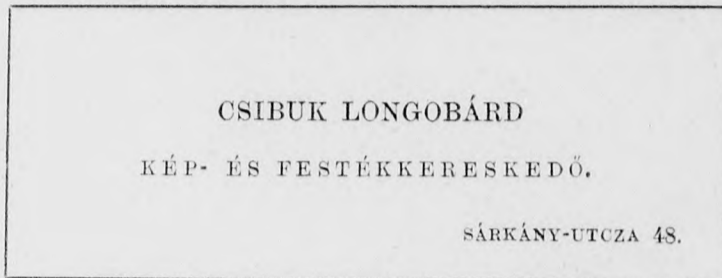 CSIBUK LONGOBÁRD
KÉP- ÉS FESTÉKKERESKEDŐ.
SÁRKÁNY-UTCZA 48.